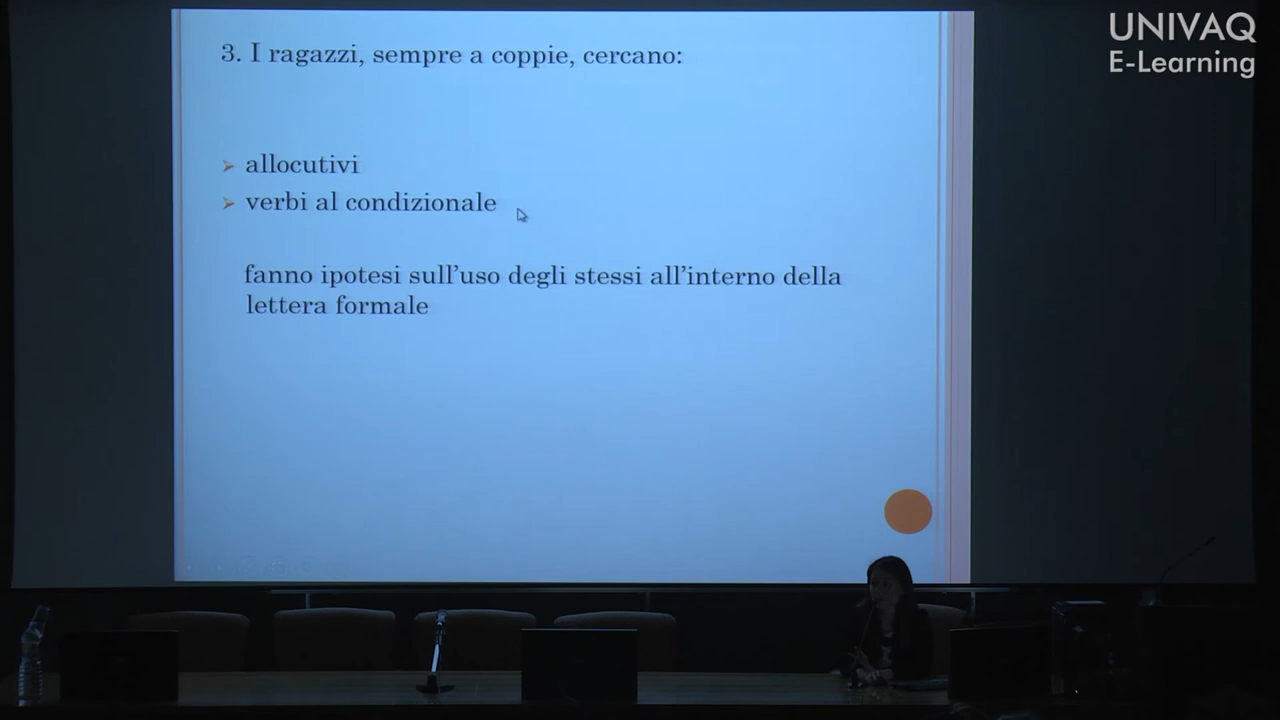 UNIVAQ
E-Learning
3. I ragazzi, sempre a coppie, cercano:
allocutivi
verbi al condizionale
fanno ipotesi sull'uso degli stessi all'interno della
lettera formale